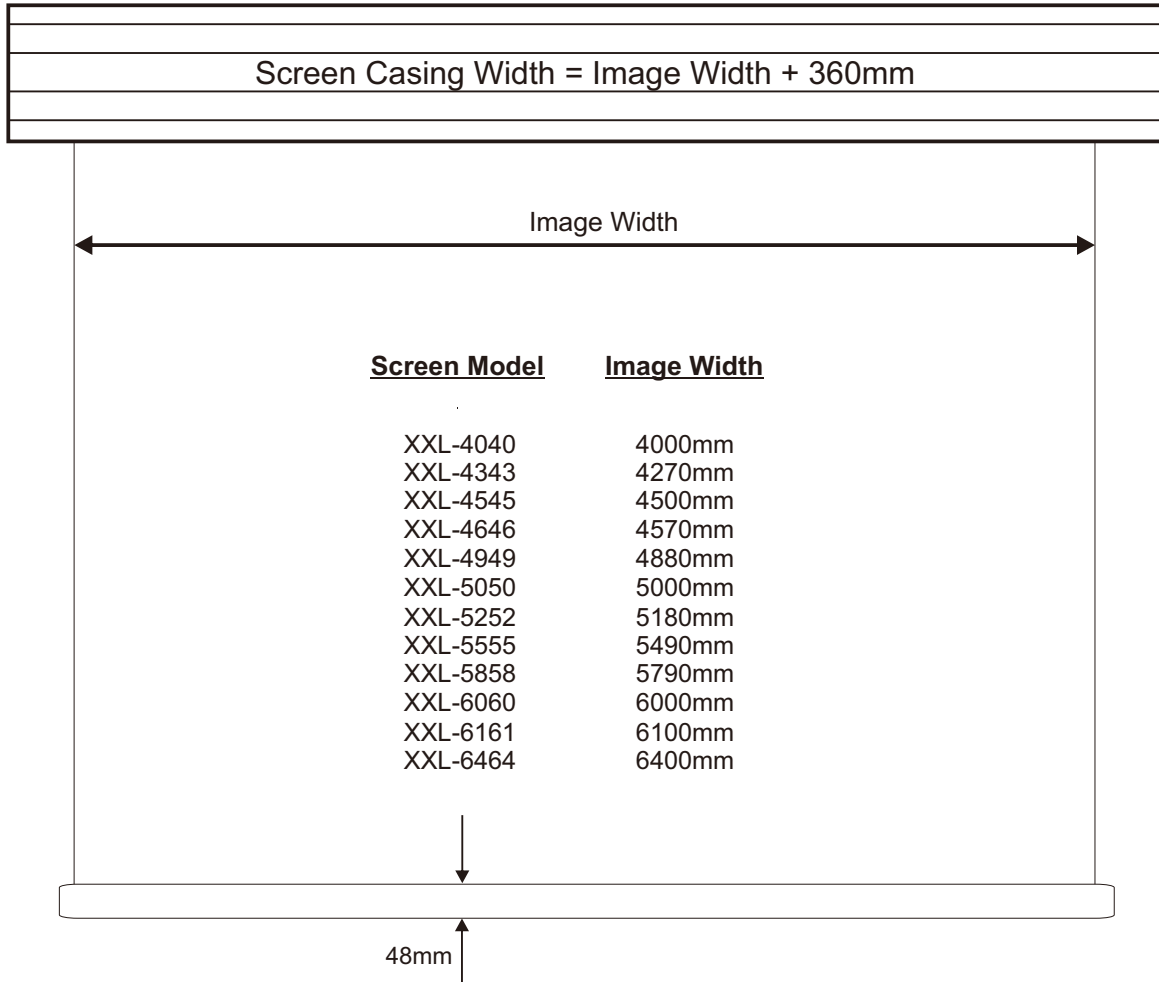 Screen Casing Width = Image Width + 360mm
Image Width
Screen Model Image Width
XXL-4040 4000mm
XXL-4343 4270mm
XXL-4545 4500mm
XXL-4646 4570mm
XXL-4949 4880mm
XXL-5050 5000mm
XXL-5252 5180mm
XXL-5555 5490mm
XXL-5858 5790mm
XXL-6060 6000mm
XXL-6161 6100mm
XXL-6464 6400mm
48mm